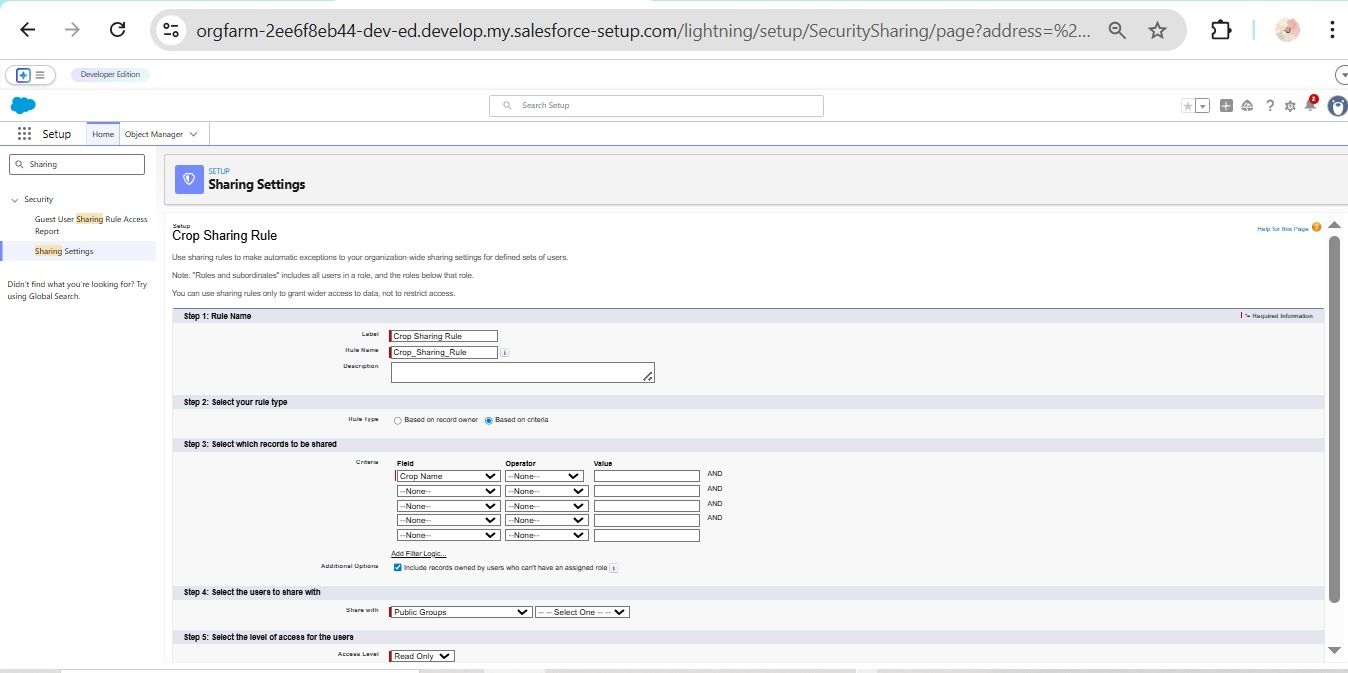 orgfarm-2ee6f8eb44-dev-ed.develop.my.salesforce-setup.com/lightning/setup/SecuritySharing/page?address=%2...
Developer Edition
Search Setup
2
Setup
Home
Object Manager
Sharing
Security
Guest User Sharing Rule Access
Report
Sharing Settings
Didn't find what you're looking for? Try
using Global Search.
SETUP
Sharing Settings
Setup
Crop Sharing Rule
Help for this Page
Use sharing rules to make automatic exceptions to your organization-wide sharing settings for defined sets of users.
Note: "Roles and subordinates" includes all users in a role, and the roles below that role.
You can use sharing rules only to grant wider access to data, not to restrict access.
Step 1: Rule Name
= Required Information
Label Crop Sharing Rule
Rule Name Crop_Sharing_Rule i
Description
Step 2: Select your rule type
Rule Type Based on record owner Based on criteria
Step 3: Select which records to be shared
Criteria Field Operator Value
Crop Name --None-- AND
--None-- --None-- AND
--None-- --None-- AND
--None-- --None-- AND
--None-- --None--
Add Filter Logic...
Additional Options Include records owned by users who can't have an assigned role i
Step 4: Select the users to share with
Share with Public Groups -- -- Select One -- --
Step 5: Select the level of access for the users
Access Level Read Only